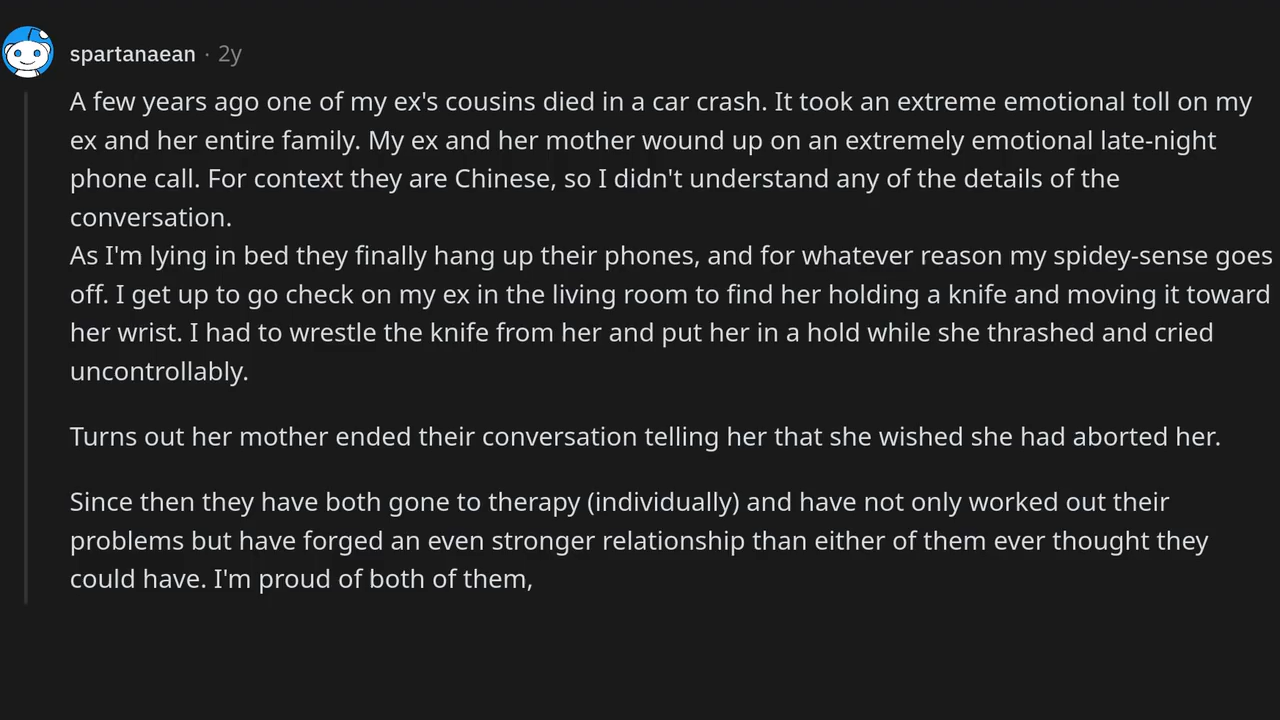 spartanaean · 2y
A few years ago one of my ex's cousins died in a car crash. It took an extreme emotional toll on my
ex and her entire family. My ex and her mother wound up on an extremely emotional late-night
phone call. For context they are Chinese, so I didn't understand any of the details of the
conversation.
As I'm lying in bed they finally hang up their phones, and for whatever reason my spidey-sense goes
off. I get up to go check on my ex in the living room to find her holding a knife and moving it toward
her wrist. I had to wrestle the knife from her and put her in a hold while she thrashed and cried
uncontrollably.
Turns out her mother ended their conversation telling her that she wished she had aborted her.
Since then they have both gone to therapy (individually) and have not only worked out their
problems but have forged an even stronger relationship than either of them ever thought they
could have. I'm proud of both of them,